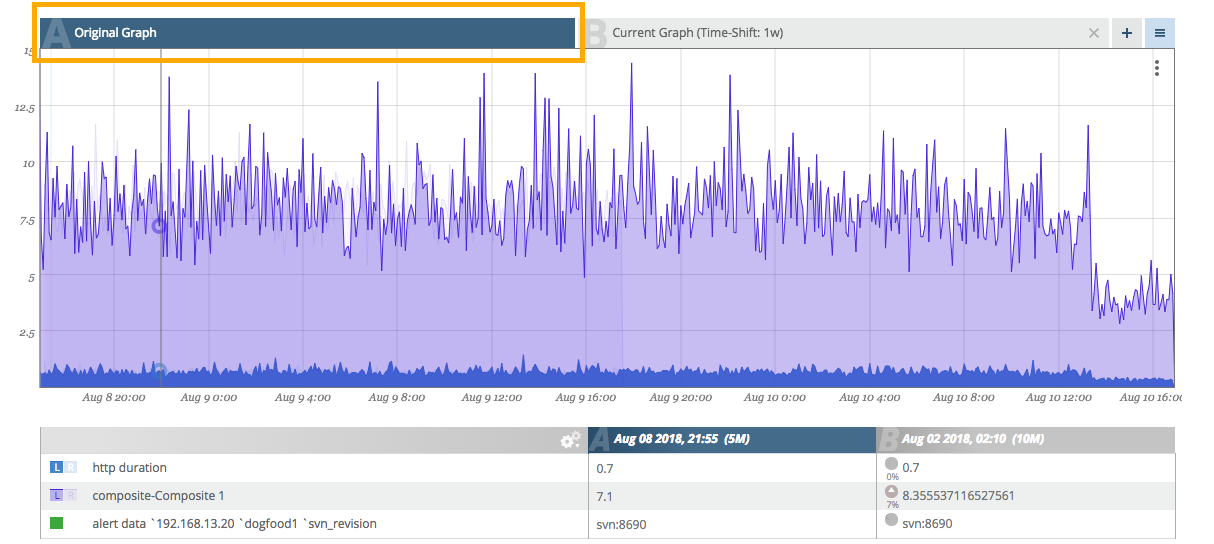 A Original Graph B Current Graph (Time-Shift: 1w) × +
15
12.5
10
7.5
5
2.5
Aug 8 20:00 Aug 9 0:00 Aug 9 4:00 Aug 9 8:00 Aug 9 12:00 Aug 9 16:00 Aug 9 20:00 Aug 10 0:00 Aug 10 4:00 Aug 10 8:00 Aug 10 12:00 Aug 10 16:00
A Aug 08 2018, 21:55 (5M) B Aug 02 2018, 02:10 (10M)
L R http duration 0.7 0% 0.7
L R composite-Composite 1 7.1 7% 8.355537116527561
alert data `192.168.13.20 `dogfood1 `svn_revision svn:8690 svn:8690